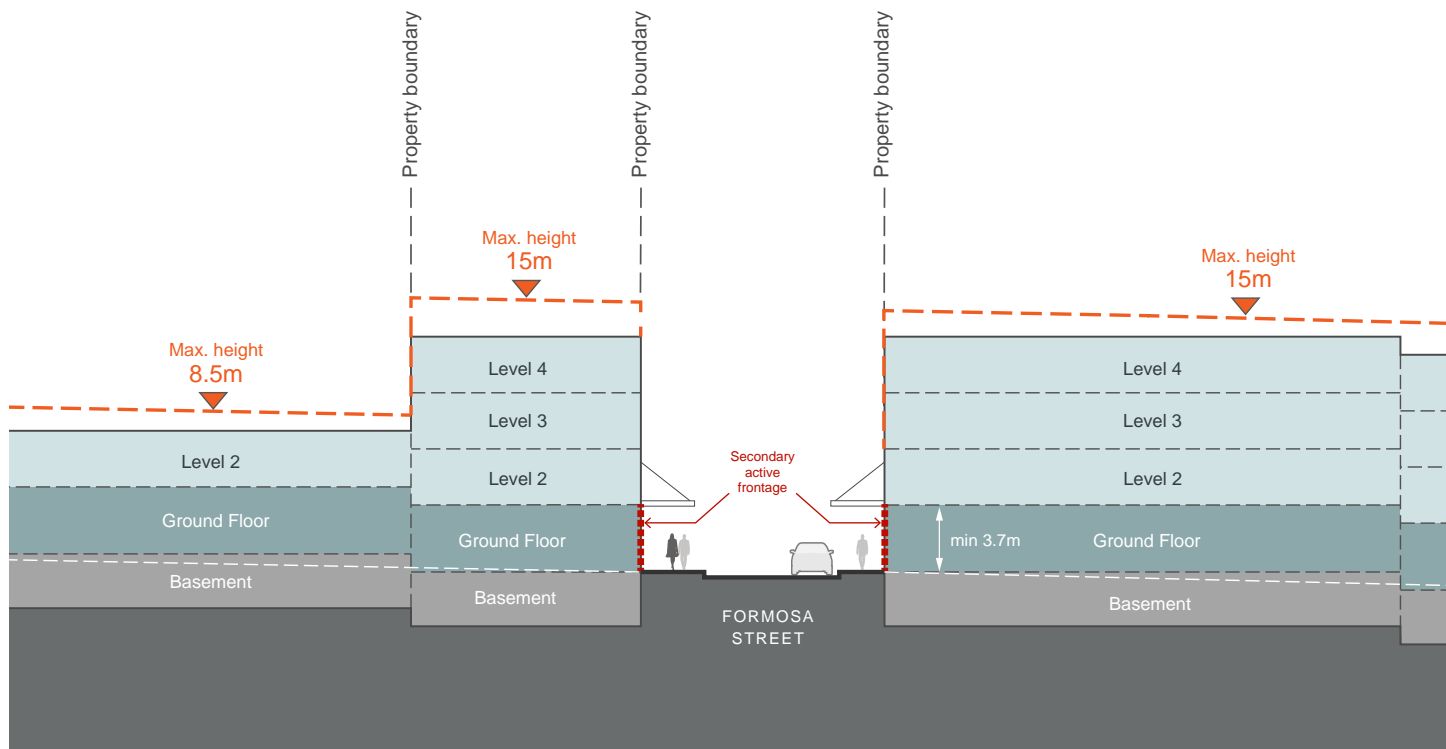 Property boundary
Property boundary
Property boundary
Max. height
15m
Max. height
15m
Max. height
8.5m
Level 4
Level 3
Level 2
Ground Floor
Basement
Level 2
Ground Floor
Basement
Secondary
active
frontage
FORMOSA
STREET
Level 4
Level 3
Level 2
min 3.7m
Ground Floor
Basement